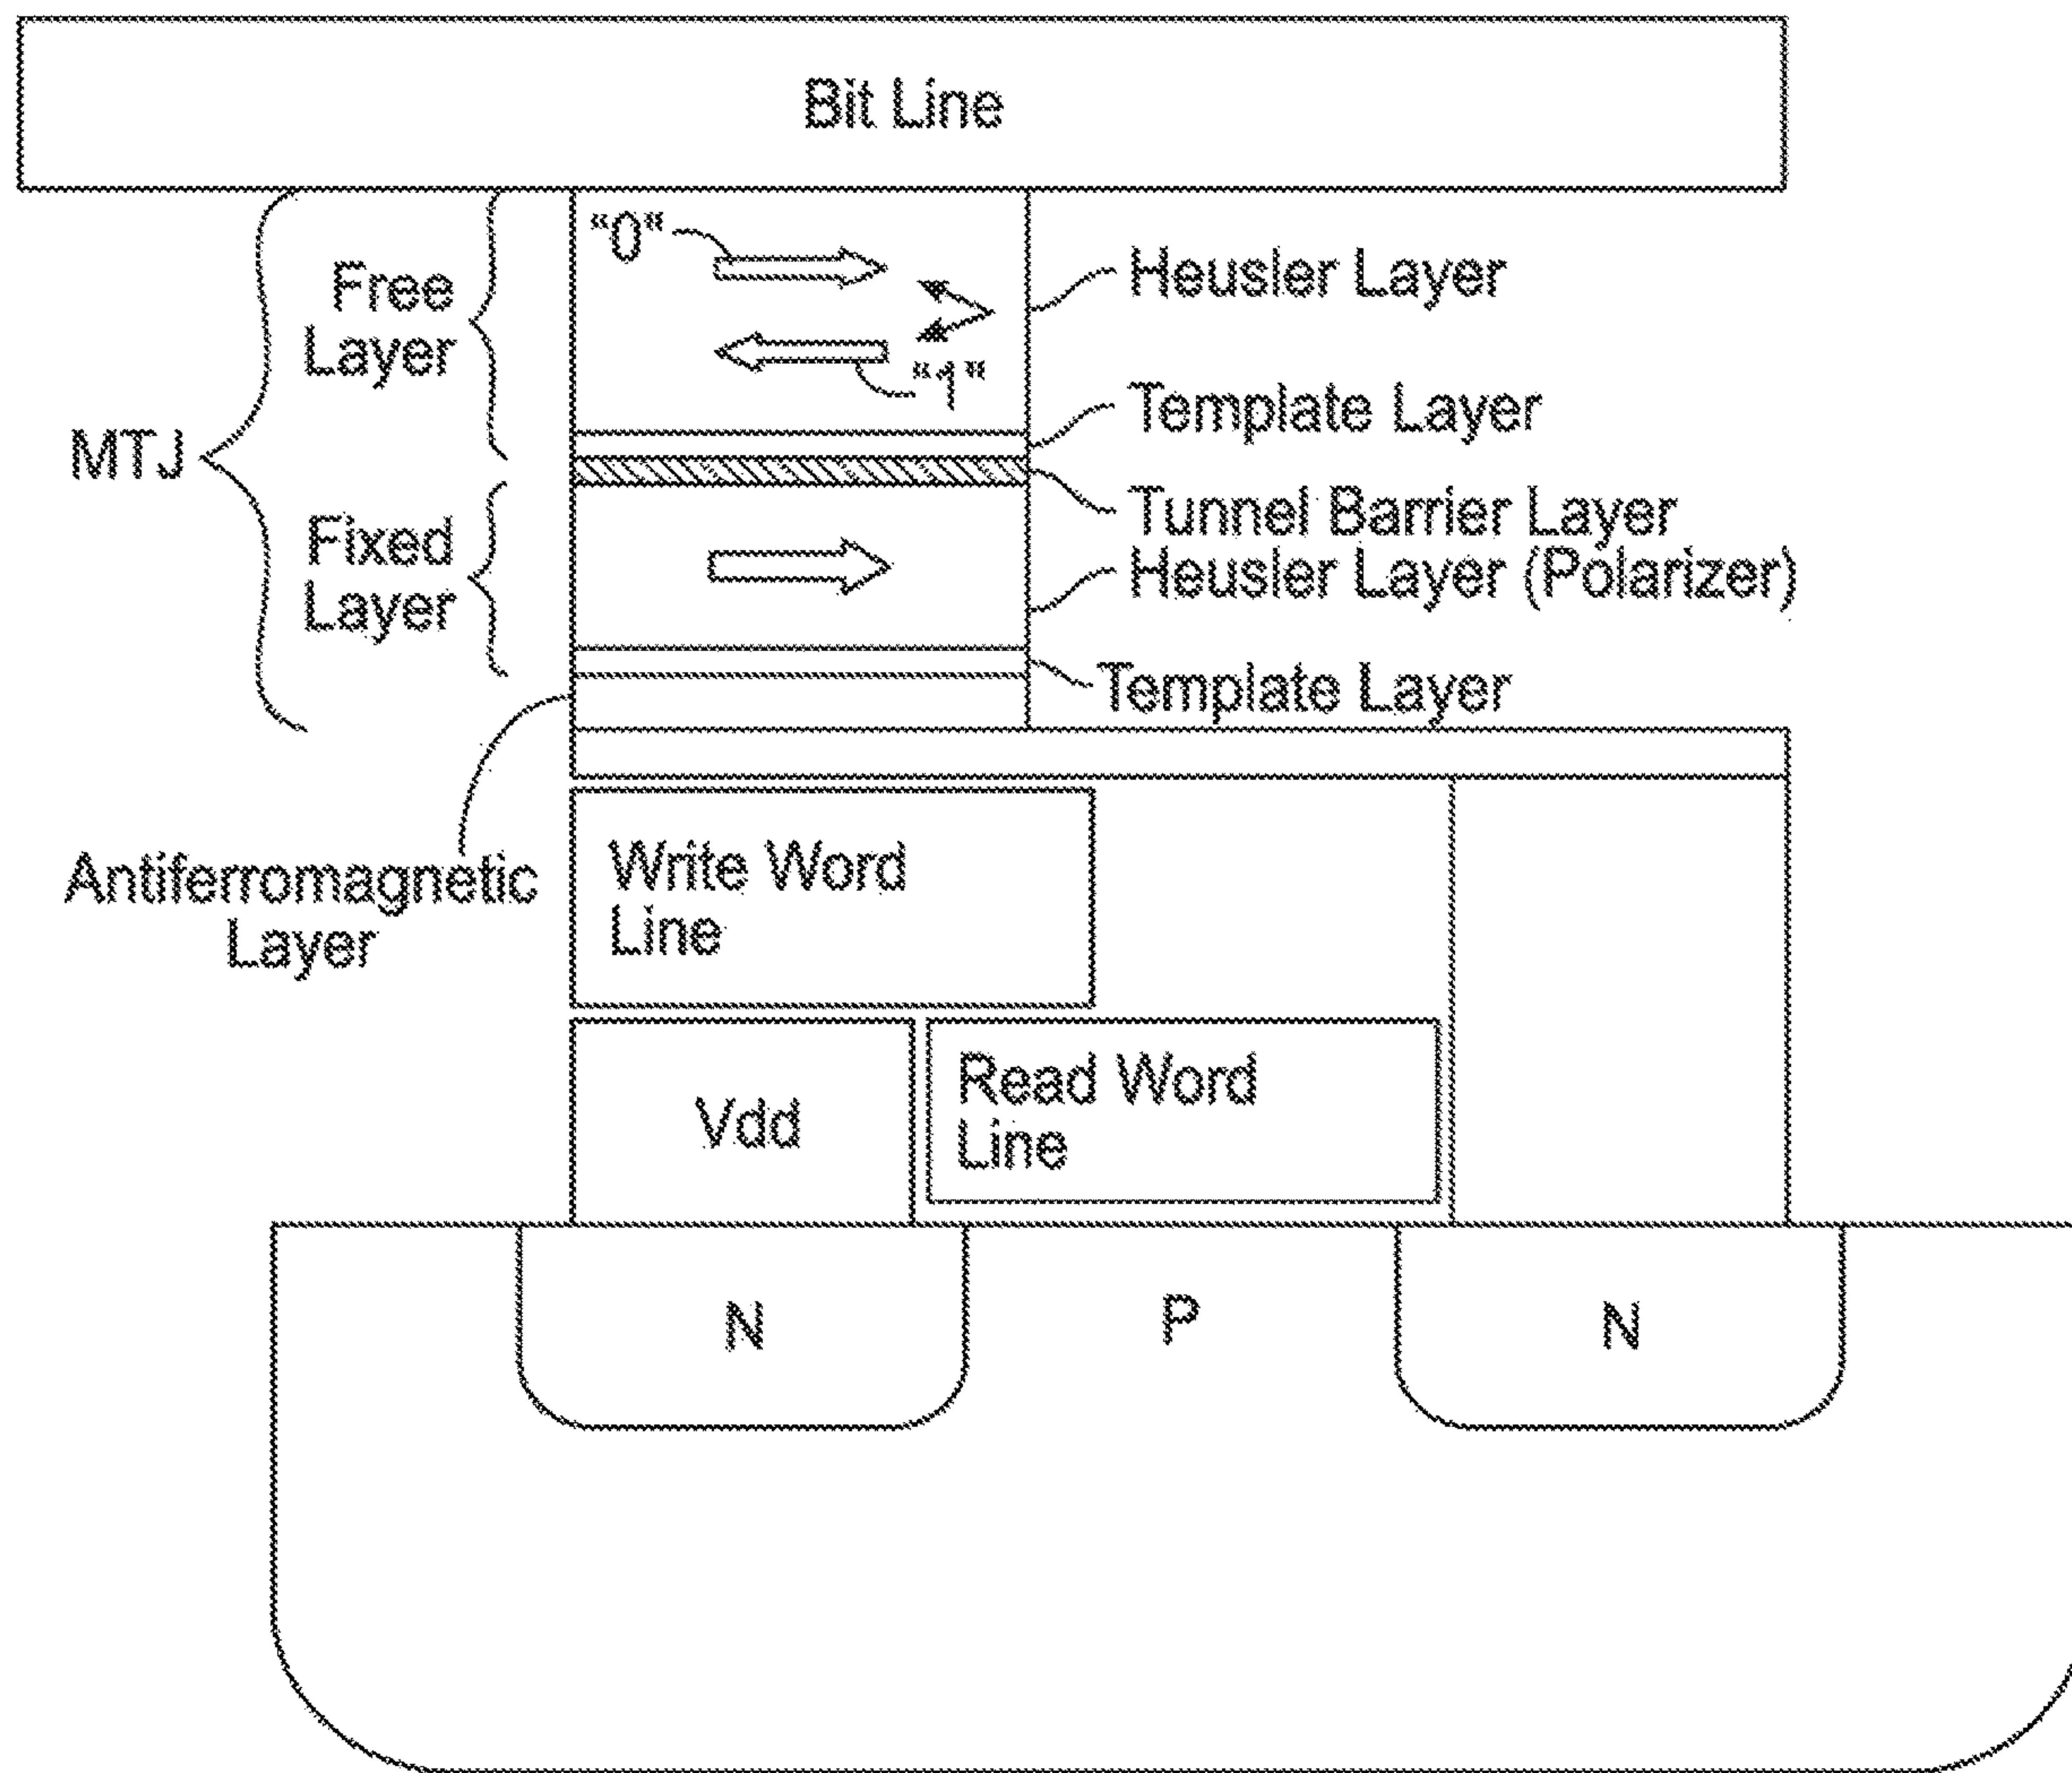 Bit Line
"0"
Free
Layer
Heusler Layer
"1"
Template Layer
MTJ
Tunnel Barrier Layer
Fixed
Layer
Heusler Layer (Polarizer)
Template Layer
Antiferromagnetic
Layer
Write Word
Line
Vdd
Read Word
Line
N
P
N